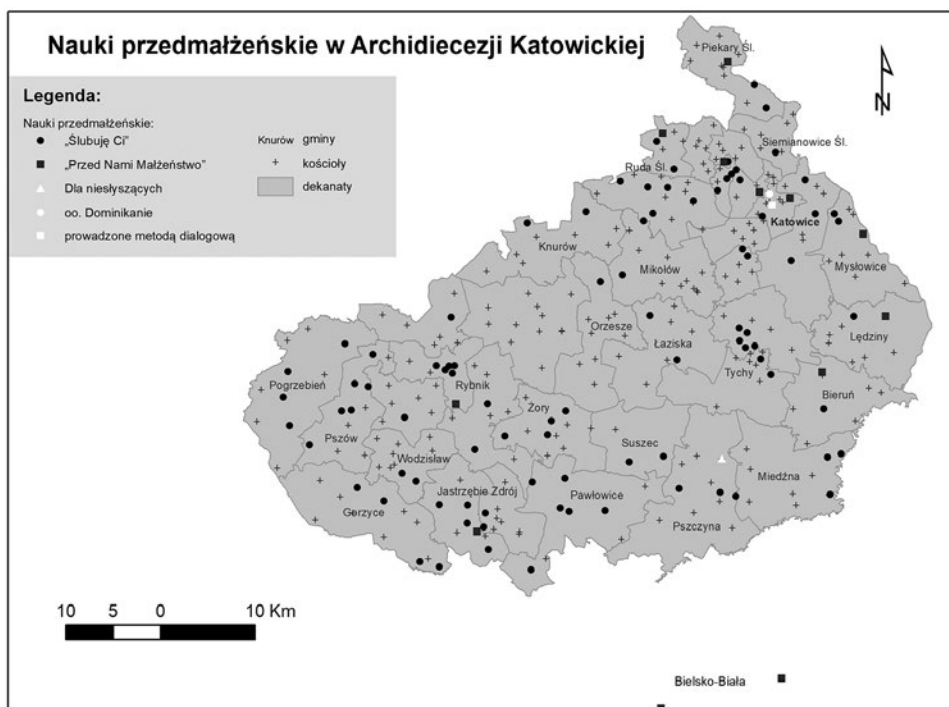 Nauki przedmałżeńskie w Archidiecezji Katowickiej
Legenda:
Nauki przedmałżeńskie:
„Ślubuję Ci”
„Przed Nami Małżeństwo”
Dla niesłyszących
oo. Dominikanie
prowadzone metodą dialogową
Knurów gminy
kościoły
dekanaty
N
Piekary Śl.
Siemianowice Śl.
Ruda Śl.
Katowice
Knurów
Mikołów
Mysłowice
Orzesze
Łaziska
Lędziny
Tychy
Pogrzebień
Rybnik
Bieruń
Żory
Pszów
Suszec
Wodzisław
Miedźna
Jastrzębie Zdrój
Pawłowice
Gorzyce
Pszczyna
10 5 0 10 Km
Bielsko-Biała